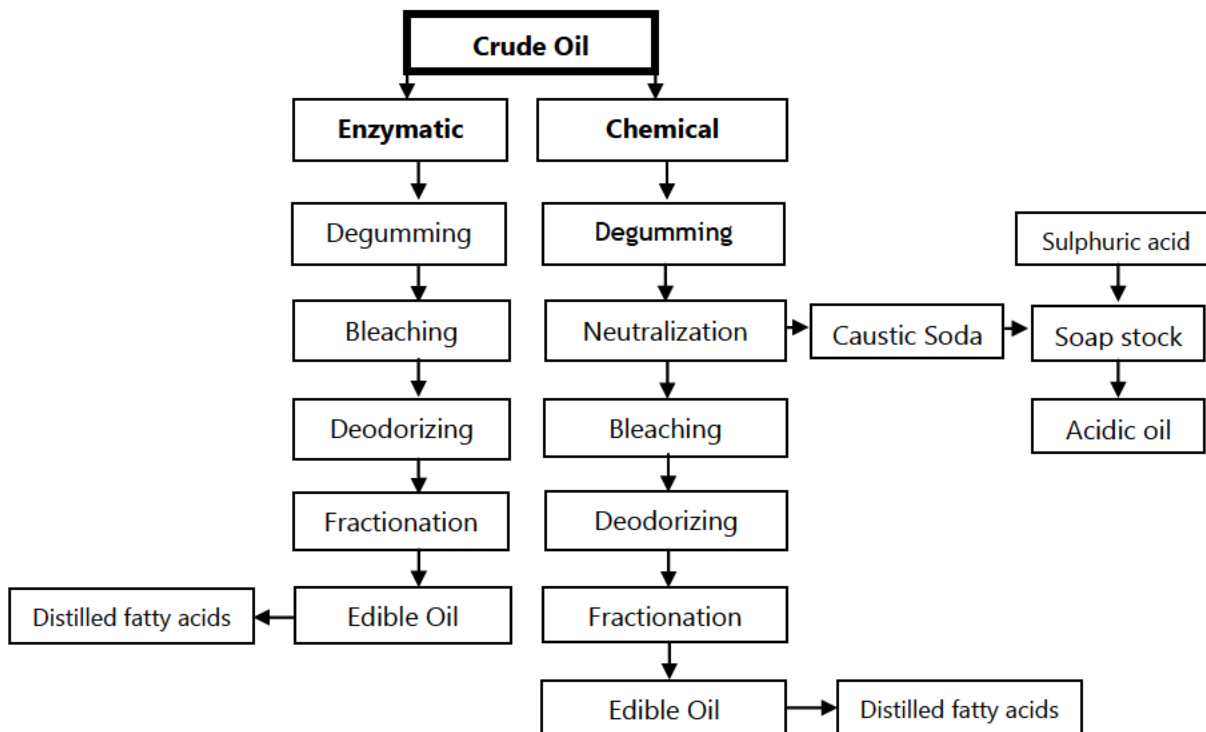 Crude Oil
Enzymatic
Chemical
Degumming
Degumming
Sulphuric acid
Bleaching
Neutralization
Caustic Soda
Soap stock
Deodorizing
Bleaching
Acidic oil
Fractionation
Deodorizing
Distilled fatty acids
Edible Oil
Fractionation
Edible Oil
Distilled fatty acids